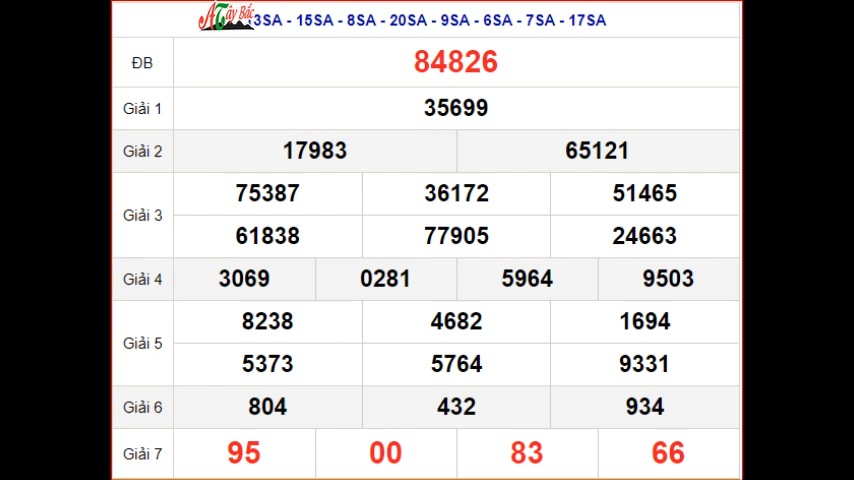 ATây Bắc
3SA - 15SA - 8SA - 20SA - 9SA - 6SA - 7SA - 17SA
ĐB 84826
Giải 1 35699
Giải 2 17983 65121
Giải 3
75387 36172 51465
61838 77905 24663
Giải 4 3069 0281 5964 9503
Giải 5
8238 4682 1694
5373 5764 9331
Giải 6 804 432 934
Giải 7 95 00 83 66